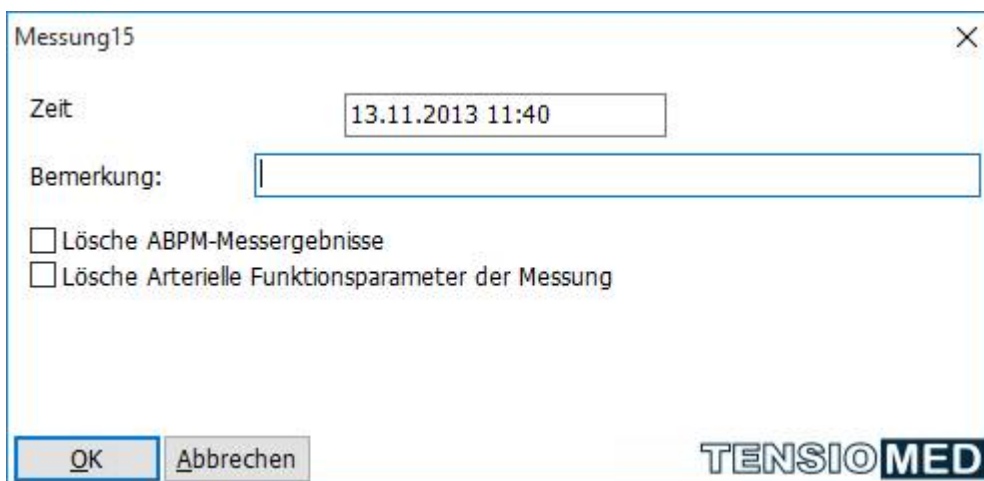 Messung15
Zeit
13.11.2013 11:40
Bemerkung:
Lösche ABPM-Messergebnisse
Lösche Arterielle Funktionsparameter der Messung
OK Abbrechen
TENSIOMED